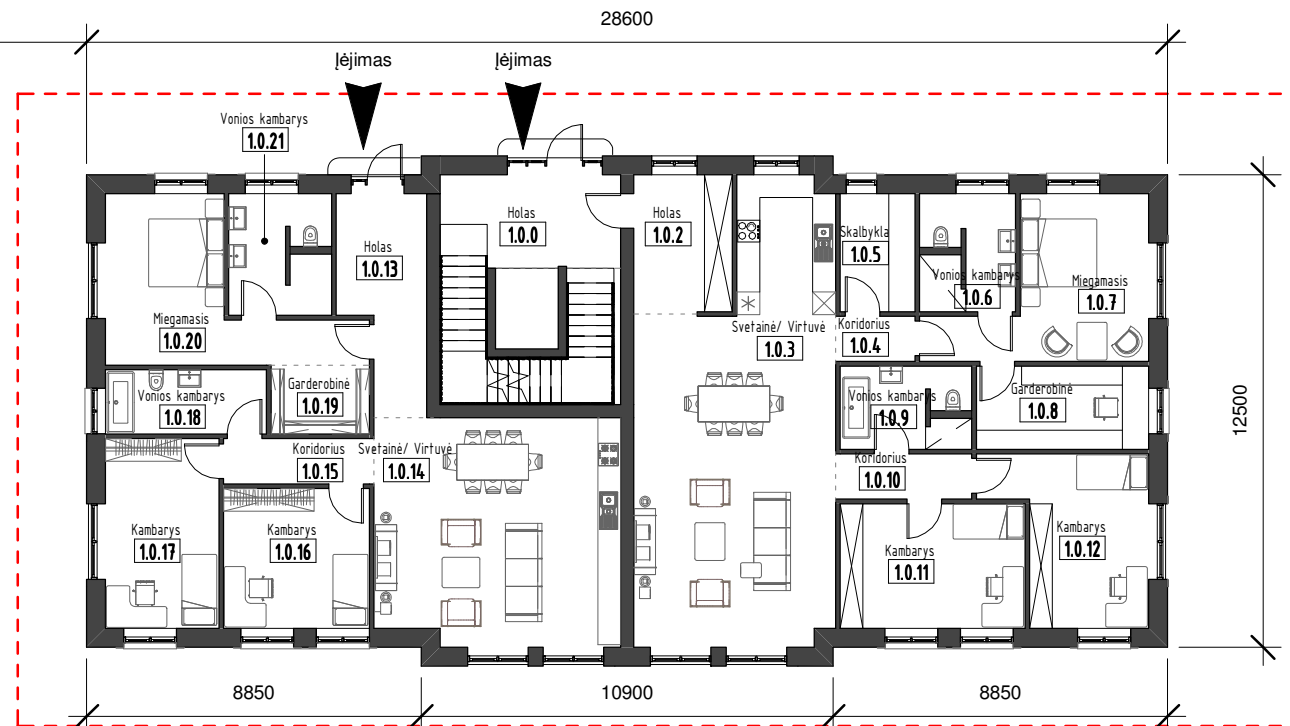 28600
Įėjimas
Įėjimas
Vonios kambarys
1.0.21
Holas
1.0.0
Holas
1.0.2
Holas
1.0.13
Skalbykla
1.0.5
Vonios kambarys
1.0.6
Miegamasis
1.0.7
Miegamasis
1.0.20
Svetainė/ Virtuvė
1.0.3
Koridorius
1.0.4
Vonios kambarys
1.0.18
Garderobinė
1.0.19
Vonios kambarys
1.0.9
Garderobinė
1.0.8
12500
Koridorius
1.0.15
Svetainė/ Virtuvė
1.0.14
Koridorius
1.0.10
Kambarys
1.0.17
Kambarys
1.0.16
Kambarys
1.0.11
Kambarys
1.0.12
8850
10900
8850